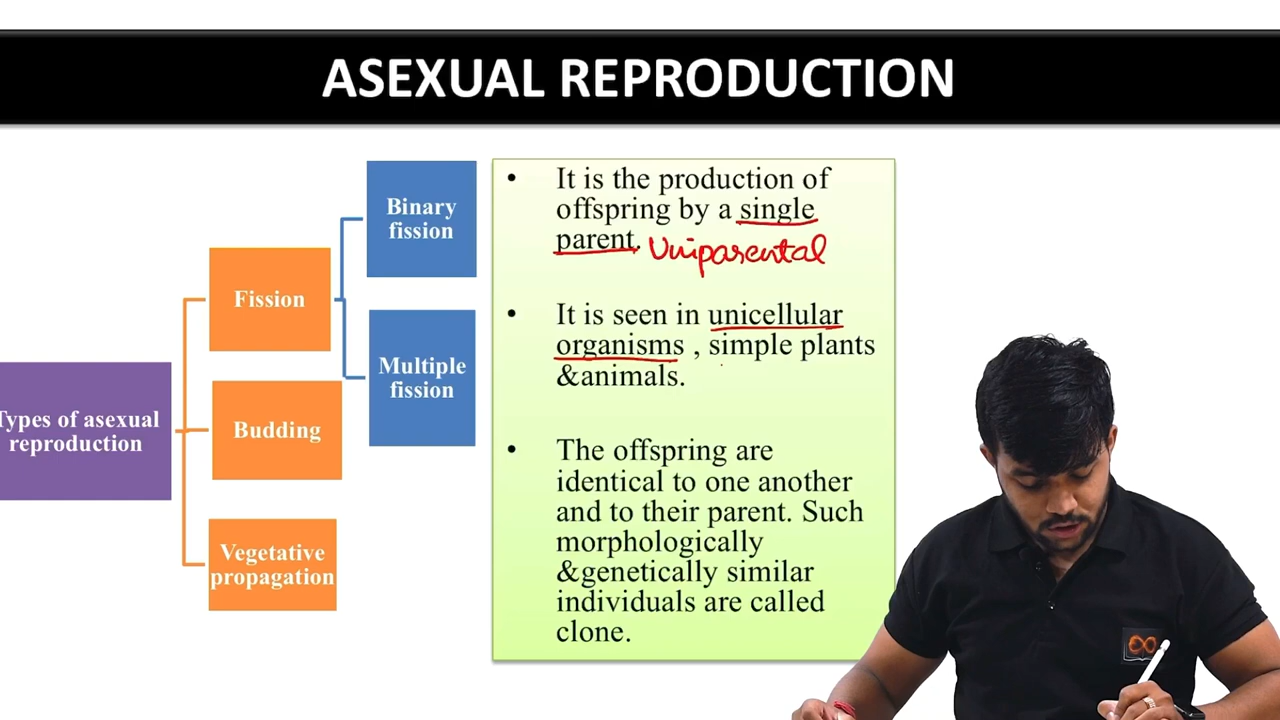 ASEXUAL REPRODUCTION
Types of asexual
reproduction
Fission
Budding
Vegetative
propagation
Binary
fission
Multiple
fission
• It is the production of
offspring by a single
parent. Uniparental
• It is seen in unicellular
organisms , simple plants
&animals.
• The offspring are
identical to one another
and to their parent. Such
morphologically
&genetically similar
individuals are called
clone.